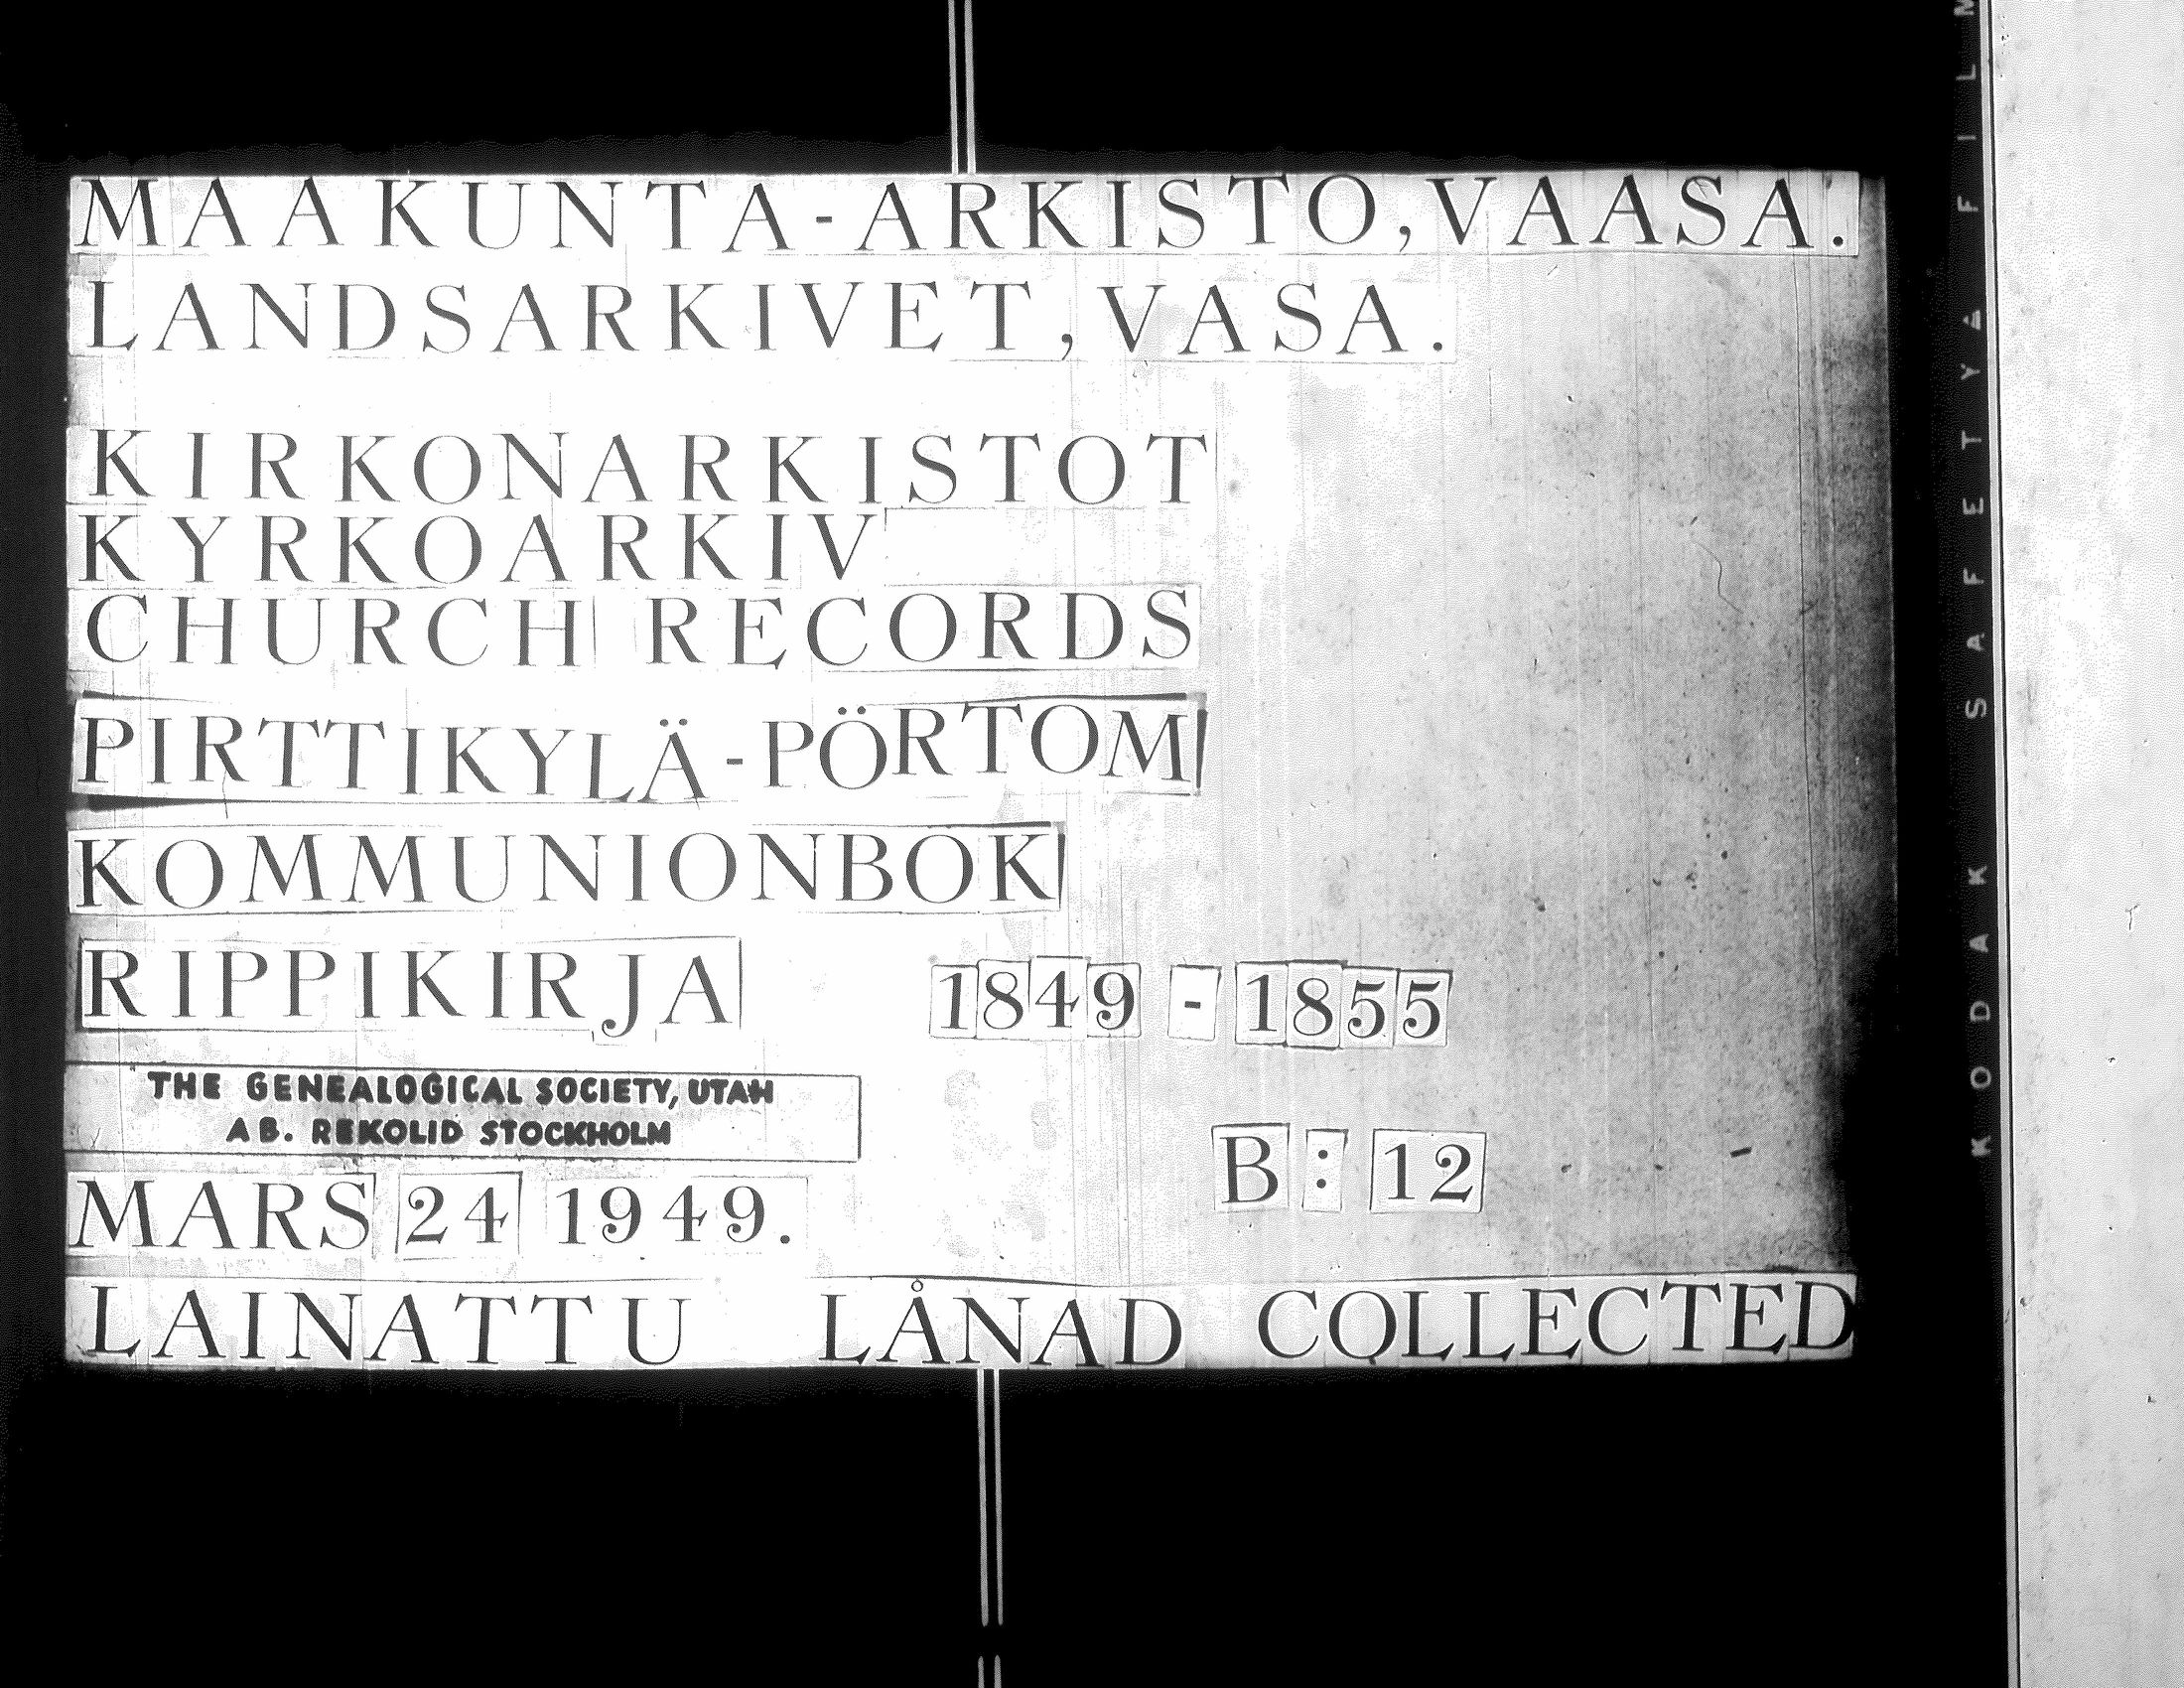 MAAKUNTA-ARKISTO, VAASA.
LANDSARKIVET, VASA.
KIRKONARKISTOT
KYRKOARKIV
CHURCH RECORDS
PIRTTIKYLÄ-PÖRTOM
KOMMUNIONBOK
RIPPIKIRJA 1849 - 1855
THE GENEALOGICAL SOCIETY, UTAH
AB. REKOLID STOCKHOLM
B : 12
MARS 24 1949.
LAINATTU LÅNAD COLLECTED
KODAK SAFETY FILM